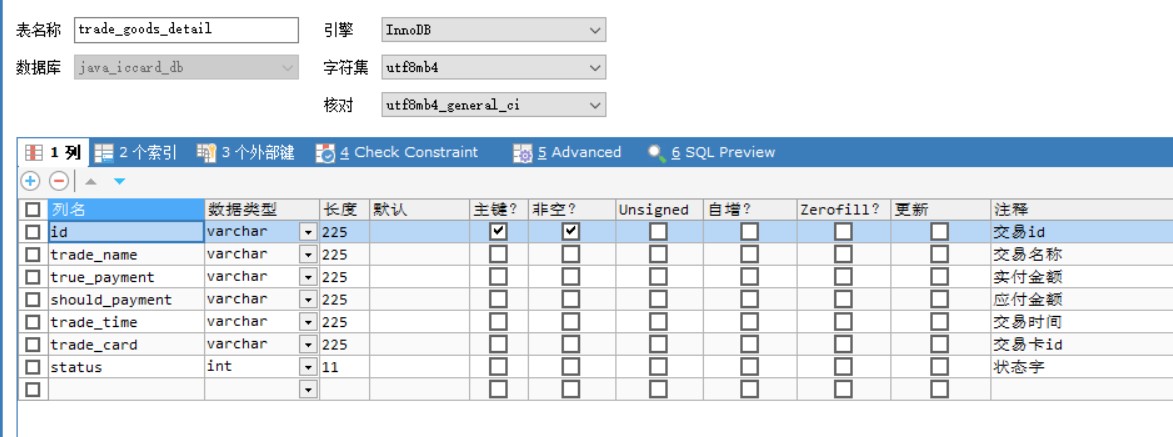 表名称 trade_goods_detail 引擎 InnoDB
数据库 java_iccard_db 字符集 utf8mb4
核对 utf8mb4_general_ci
1 列 2 个索引 3 个外部键 4 Check Constraint 5 Advanced 6 SQL Preview
列名 数据类型 长度 默认 主键? 非空? Unsigned 自增? Zerofill? 更新 注释
id varchar 225 交易id
trade_name varchar 225 交易名称
true_payment varchar 225 实付金额
should_payment varchar 225 应付金额
trade_time varchar 225 交易时间
trade_card varchar 225 交易卡id
status int 11 状态字